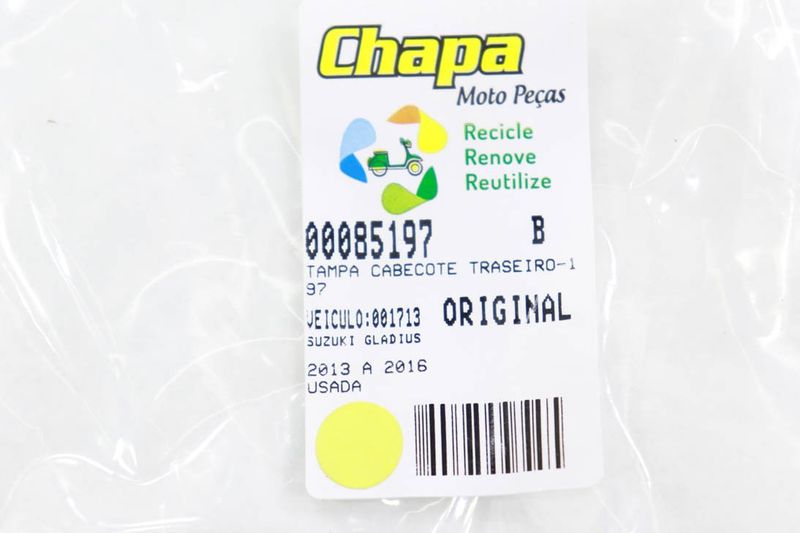 Chapa
Moto Peças
Recicle
Renove
Reutilize
00085197 B
TAMPA CABECOTE TRASEIRO-1
97
VEICULO:001713 ORIGINAL
SUZUKI GLADIUS
2013 A 2016
USADA